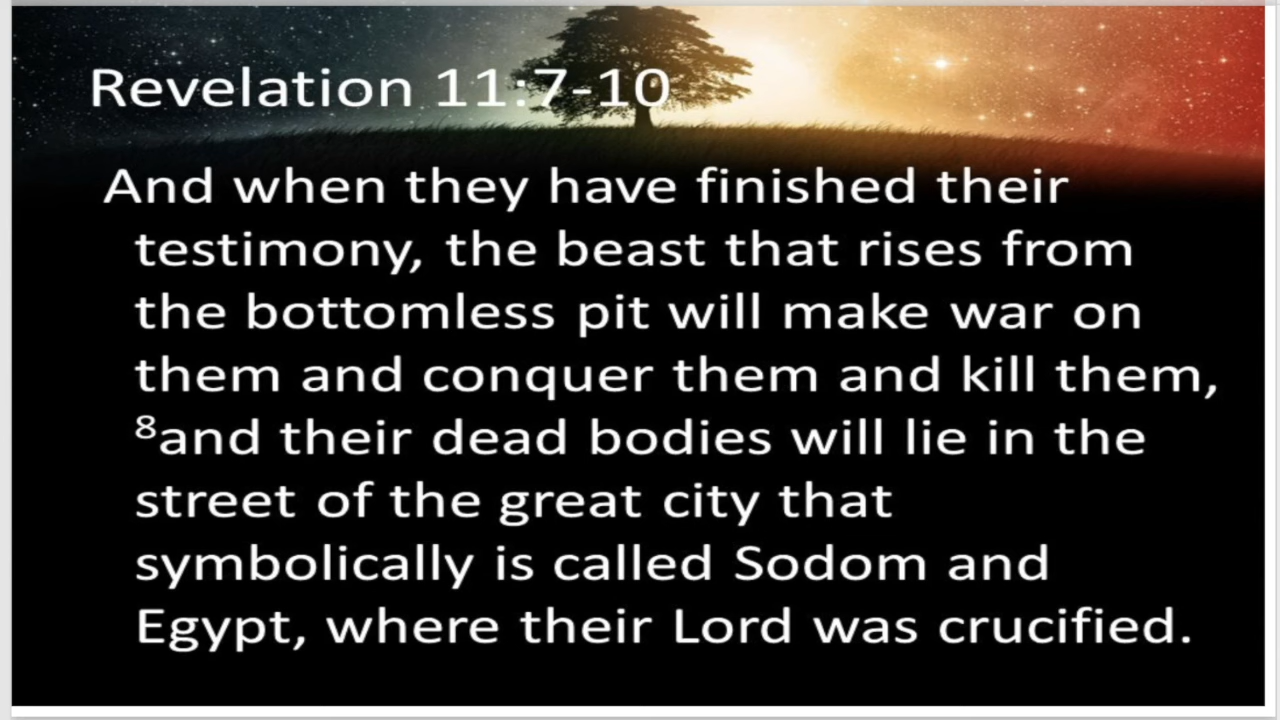 Revelation 11:7-10
And when they have finished their
testimony, the beast that rises from
the bottomless pit will make war on
them and conquer them and kill them,
⁸and their dead bodies will lie in the
street of the great city that
symbolically is called Sodom and
Egypt, where their Lord was crucified.